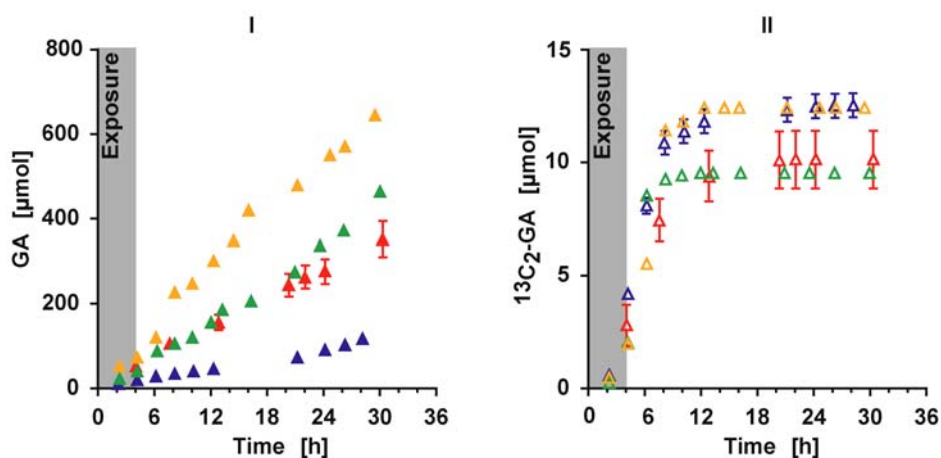 I
GA [µmol]
800
600
400
200
0
Exposure
0 6 12 18 24 30 36
Time [h]
II
¹³C₂-GA [µmol]
15
10
5
0
Exposure
0 6 12 18 24 30 36
Time [h]